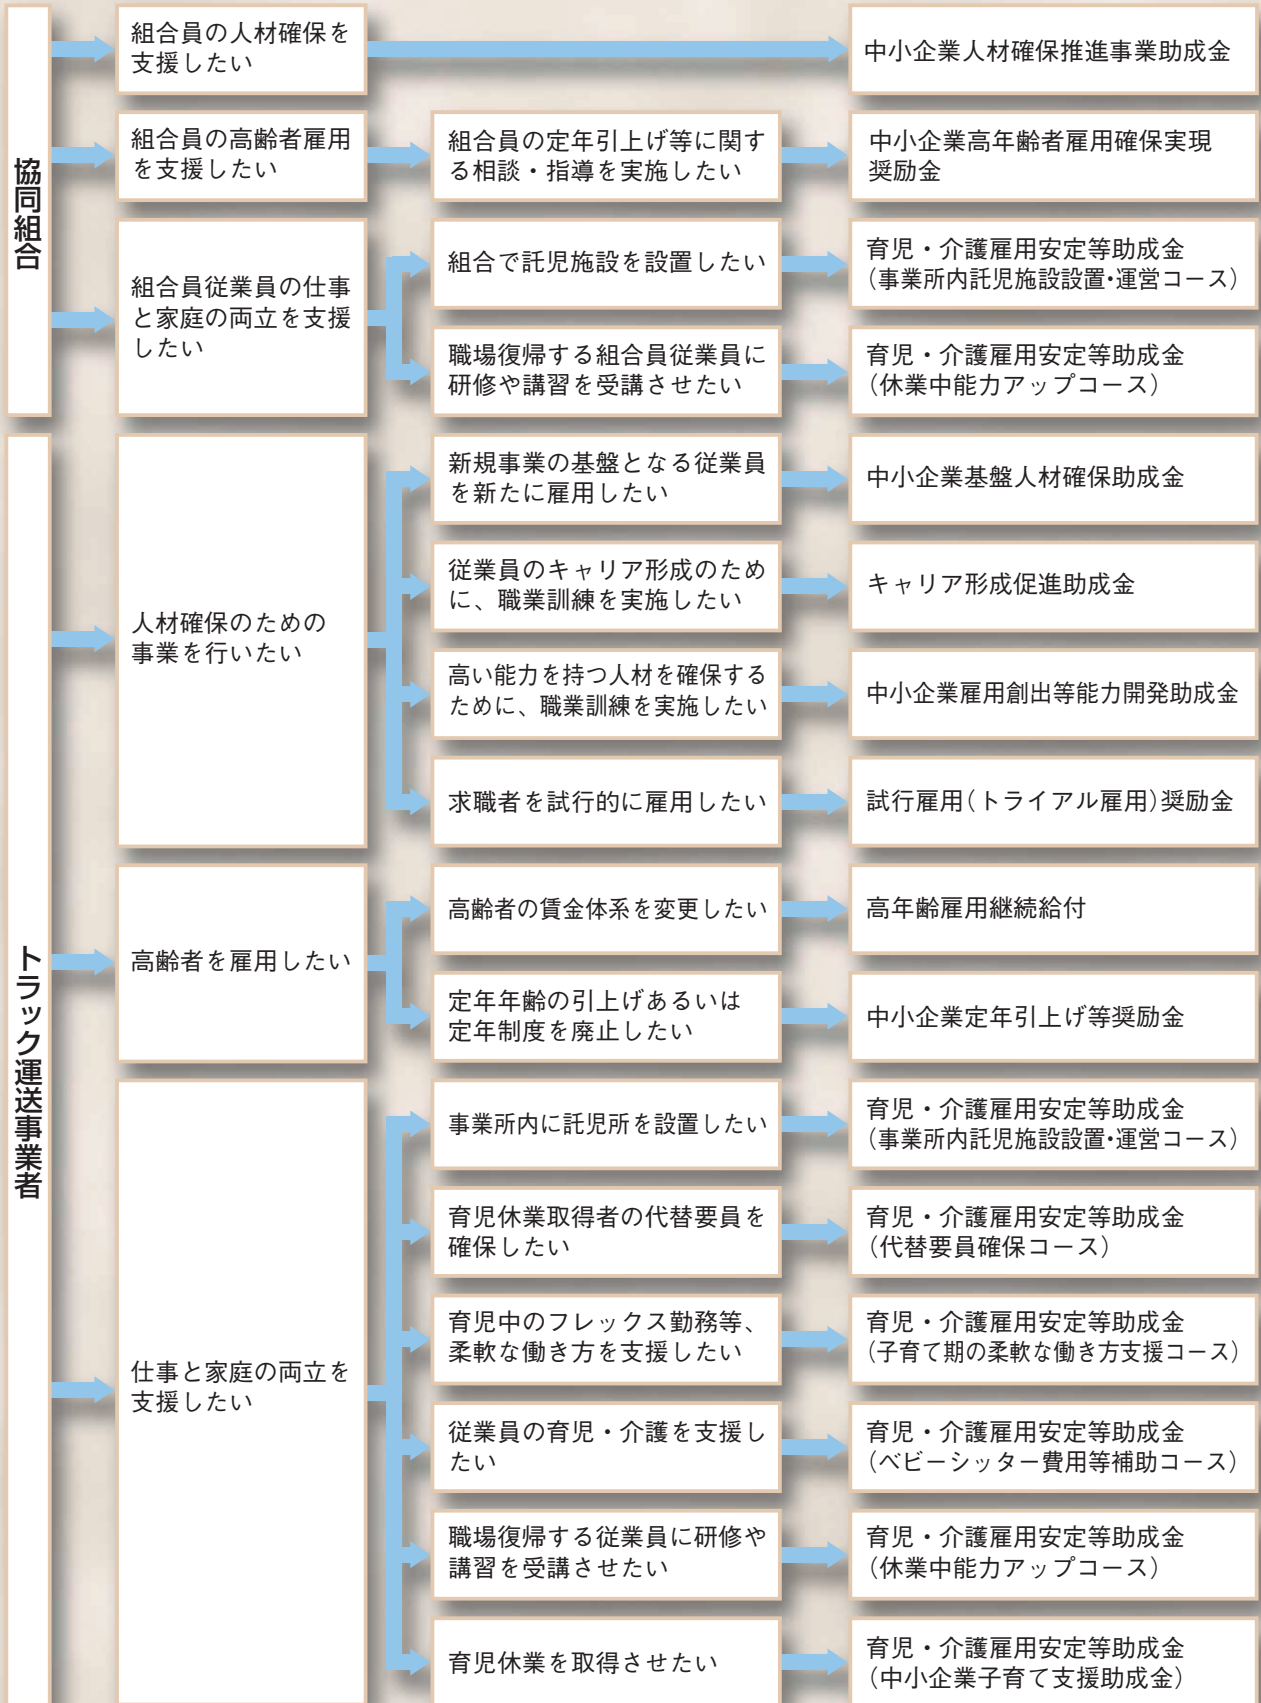 協同組合
組合員の人材確保を
支援したい
中小企業人材確保推進事業助成金
組合員の高齢者雇用
を支援したい
組合員の定年引上げ等に関す
る相談・指導を実施したい
中小企業高年齢者雇用確保実現
奨励金
組合員従業員の仕事
と家庭の両立を支援
したい
組合で託児施設を設置したい
育児・介護雇用安定等助成金
（事業所内託児施設設置・運営コース）
職場復帰する組合員従業員に
研修や講習を受講させたい
育児・介護雇用安定等助成金
（休業中能力アップコース）
トラック運送事業者
人材確保のための
事業を行いたい
新規事業の基盤となる従業員
を新たに雇用したい
中小企業基盤人材確保助成金
従業員のキャリア形成のため
に、職業訓練を実施したい
キャリア形成促進助成金
高い能力を持つ人材を確保する
ために、職業訓練を実施したい
中小企業雇用創出等能力開発助成金
求職者を試行的に雇用したい
試行雇用（トライアル雇用）奨励金
高齢者を雇用したい
高齢者の賃金体系を変更したい
高年齢雇用継続給付
定年年齢の引上げあるいは
定年制度を廃止したい
中小企業定年引上げ等奨励金
仕事と家庭の両立を
支援したい
事業所内に託児所を設置したい
育児・介護雇用安定等助成金
（事業所内託児施設設置・運営コース）
育児休業取得者の代替要員を
確保したい
育児・介護雇用安定等助成金
（代替要員確保コース）
育児中のフレックス勤務等、
柔軟な働き方を支援したい
育児・介護雇用安定等助成金
（子育て期の柔軟な働き方支援コース）
従業員の育児・介護を支援し
たい
育児・介護雇用安定等助成金
（ベビーシッター費用等補助コース）
職場復帰する従業員に研修や
講習を受講させたい
育児・介護雇用安定等助成金
（休業中能力アップコース）
育児休業を取得させたい
育児・介護雇用安定等助成金
（中小企業子育て支援助成金）